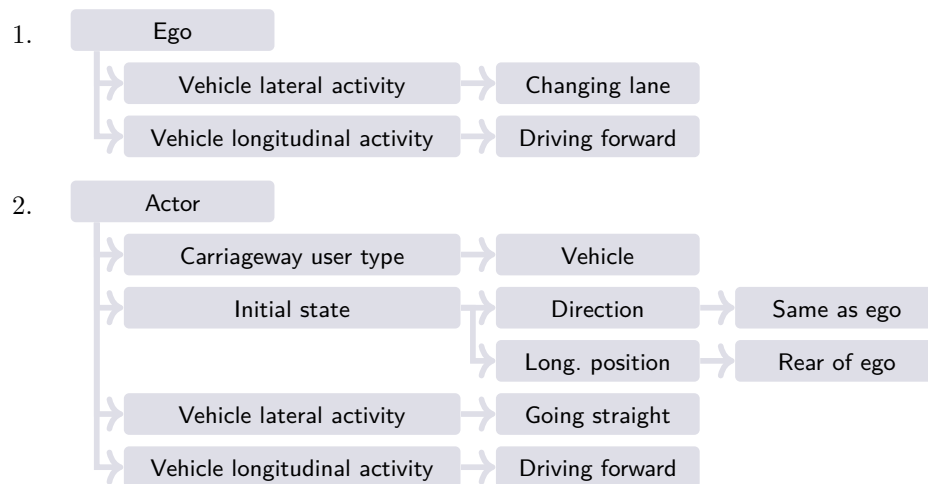 1. Ego
Vehicle lateral activity Changing lane
Vehicle longitudinal activity Driving forward
2. Actor
Carriageway user type Vehicle
Initial state Direction Same as ego
Long. position Rear of ego
Vehicle lateral activity Going straight
Vehicle longitudinal activity Driving forward